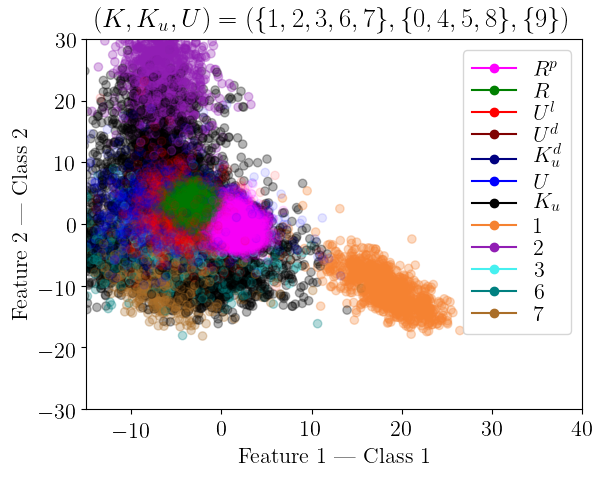 (K, K_u, U) = ({1, 2, 3, 6, 7}, {0, 4, 5, 8}, {9})
30
20
10
0
−10
−20
−30
−10
0
10
20
30
40
Feature 2 — Class 2
Feature 1 — Class 1
R^p
R
U^l
U^d
K_u^d
U
K_u
1
2
3
6
7